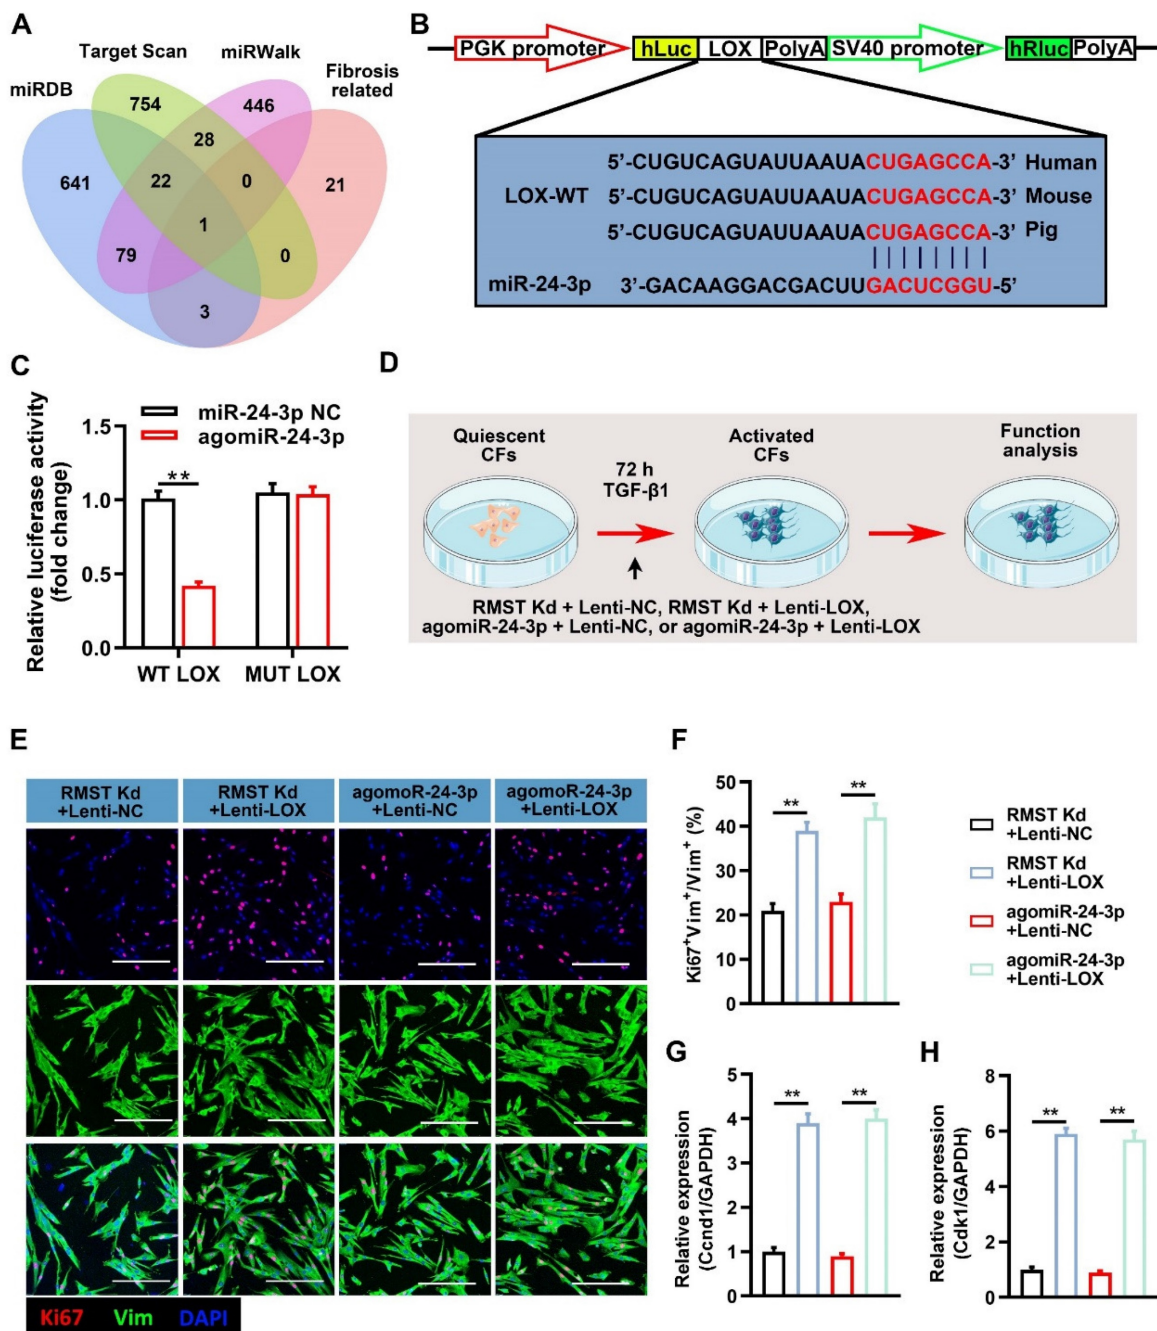 A
Target Scan
miRWalk
Fibrosis
related
miRDB
754
446
28
641
22
0
21
1
79
0
3
B
PGK promoter hLuc LOX PolyA SV40 promoter hRluc PolyA
5’-CUGUCAGUAUUAAUACUGAGCCA-3’ Human
LOX-WT 5’-CUGUCAGUAUUAAUACUGAGCCA-3’ Mouse
5’-CUGUCAGUAUUAAUACUGAGCCA-3’ Pig
miR-24-3p 3’-GACAAGGACGACUUGACUCGGU-5’
C
miR-24-3p NC
agomiR-24-3p
Relative luciferase activity
(fold change)
1.5
1.0
0.5
0.0
**
WT LOX MUT LOX
D
Quiescent
CFs
72 h
TGF-β1
Activated
CFs
Function
analysis
RMST Kd + Lenti-NC, RMST Kd + Lenti-LOX,
agomiR-24-3p + Lenti-NC, or agomiR-24-3p + Lenti-LOX
E
RMST Kd
+Lenti-NC
RMST Kd
+Lenti-LOX
agomoR-24-3p
+Lenti-NC
agomoR-24-3p
+Lenti-LOX
Ki67 Vim DAPI
F
Ki67⁺Vim⁺/Vim⁺ (%)
50
40
30
20
10
0
** **
RMST Kd
+Lenti-NC
RMST Kd
+Lenti-LOX
agomiR-24-3p
+Lenti-NC
agomiR-24-3p
+Lenti-LOX
G
Relative expression
(Ccnd1/GAPDH)
5
4
3
2
1
0
** **
H
Relative expression
(Cdk1/GAPDH)
8
6
4
2
0
** **